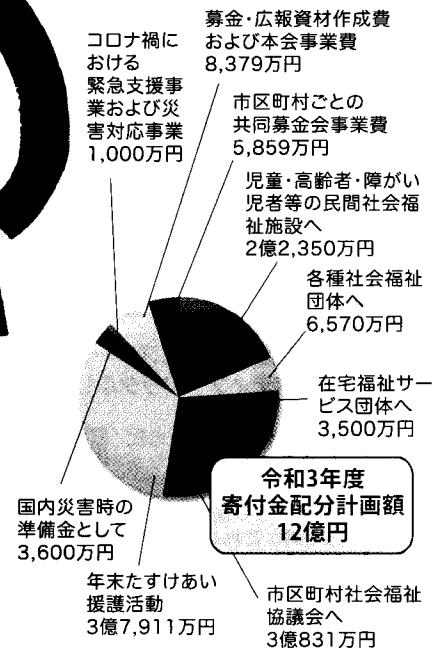 コロナ禍に
おける
緊急支援事
業および災
害対応事業
1,000万円
募金・広報資材作成費
および本会事業費
8,379万円
市区町村ごとの
共同募金会事業費
5,859万円
児童・高齢者・障がい
児者等の民間社会福
祉施設へ
2億2,350万円
各種社会福祉
団体へ
6,570万円
在宅福祉サー
ビス団体へ
3,500万円
令和3年度
寄付金配分計画額
12億円
国内災害時の
準備金として
3,600万円
年末たすけあい
援護活動
3億7,911万円
市区町村社会福祉
協議会へ
3億831万円